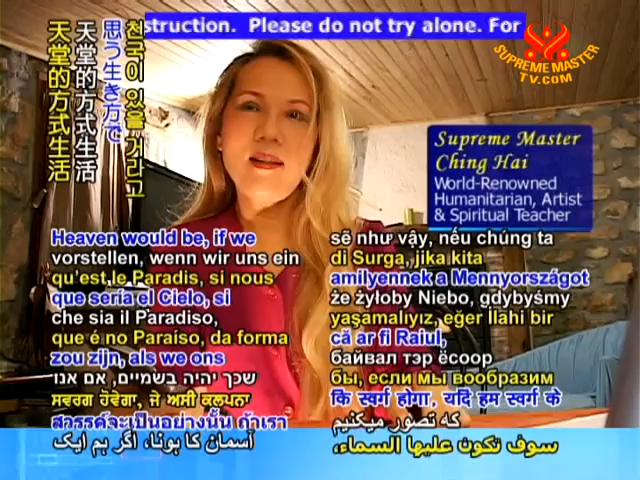 struction. Please do not try alone. For
SUPREME MASTER
TV.COM
천국이 있을 거라고
思う生き方で
天堂的方式生活
天堂的方式生活
Supreme Master
Ching Hai
World-Renowned
Humanitarian, Artist
& Spiritual Teacher
Heaven would be, if we
vorstellen, wenn wir uns ein
qu'est le Paradis, si nous
que sería el Cielo, si
che sia il Paradiso,
que é no Paraíso, da forma
zou zijn, als we ons
שכך יהיה בשמיים, אם אנו
ਸਵਰਗ ਹੋਵੇਗਾ, ਜੇ ਅਸੀ ਕਲਪਨਾ
สวรรค์จะเป็นอย่างนั้น ถ้าเรา
آسمان کا ہونا، اگر ہم ایک
sẽ như vậy, nếu chúng ta
di Surga, jika kita
amilyennek a Mennyországot
że żyłoby Niebo, gdybyśmy
yaşamalıyız, eğer İlahi bir
că ar fi Raiul,
байвал тэр ёсоор
бы, если мы вообразим
कि स्वर्ग होगा, यदि हम स्वर्ग के
که تصور میکنیم
سوف تكون عليها السماء،